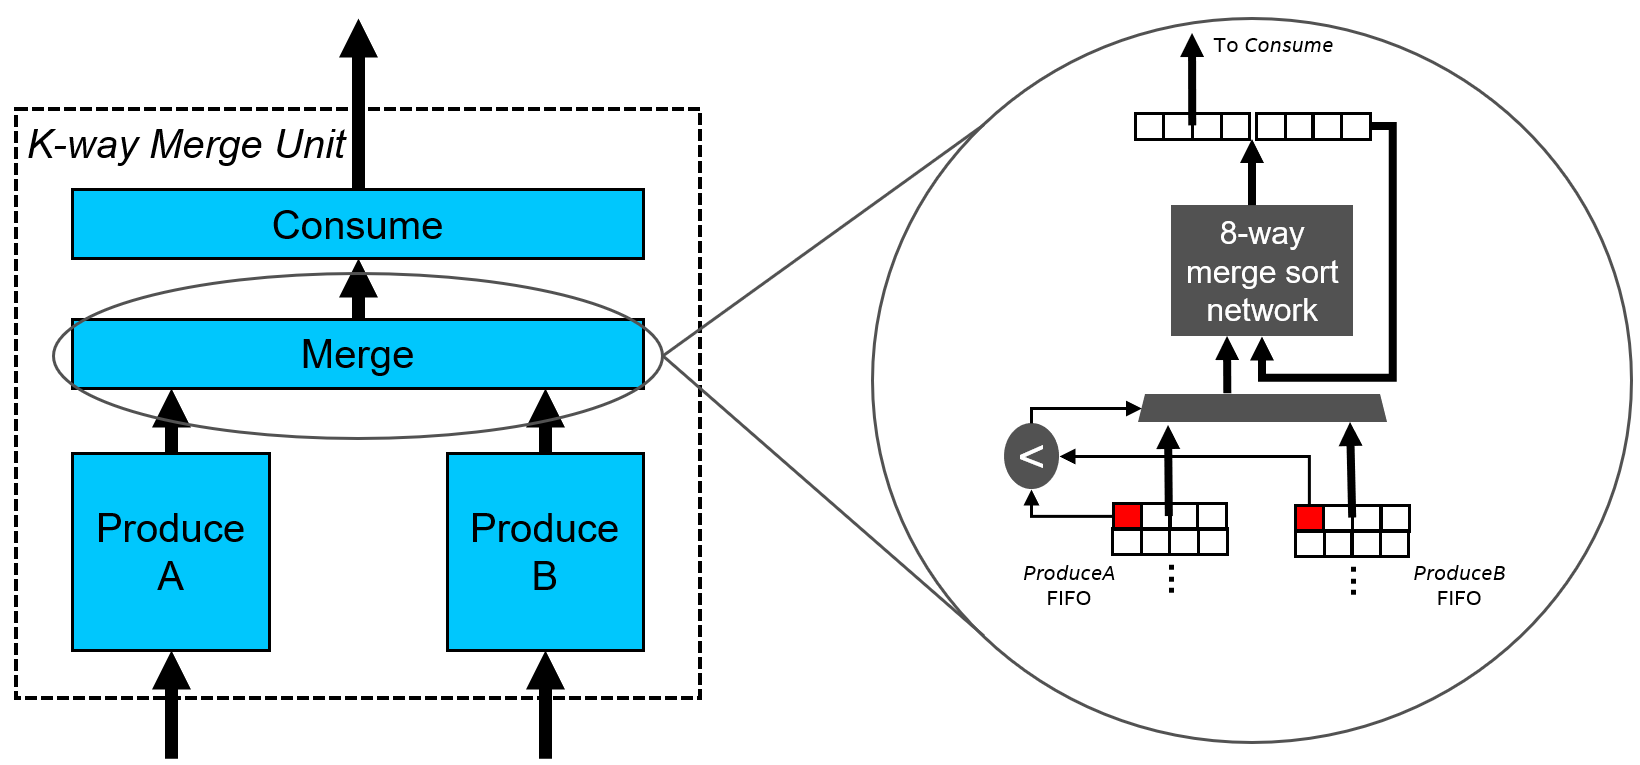 K-way Merge Unit
Consume
Merge
Produce
A
Produce
B
To Consume
8-way
merge sort
network
<
ProduceA
FIFO
ProduceB
FIFO